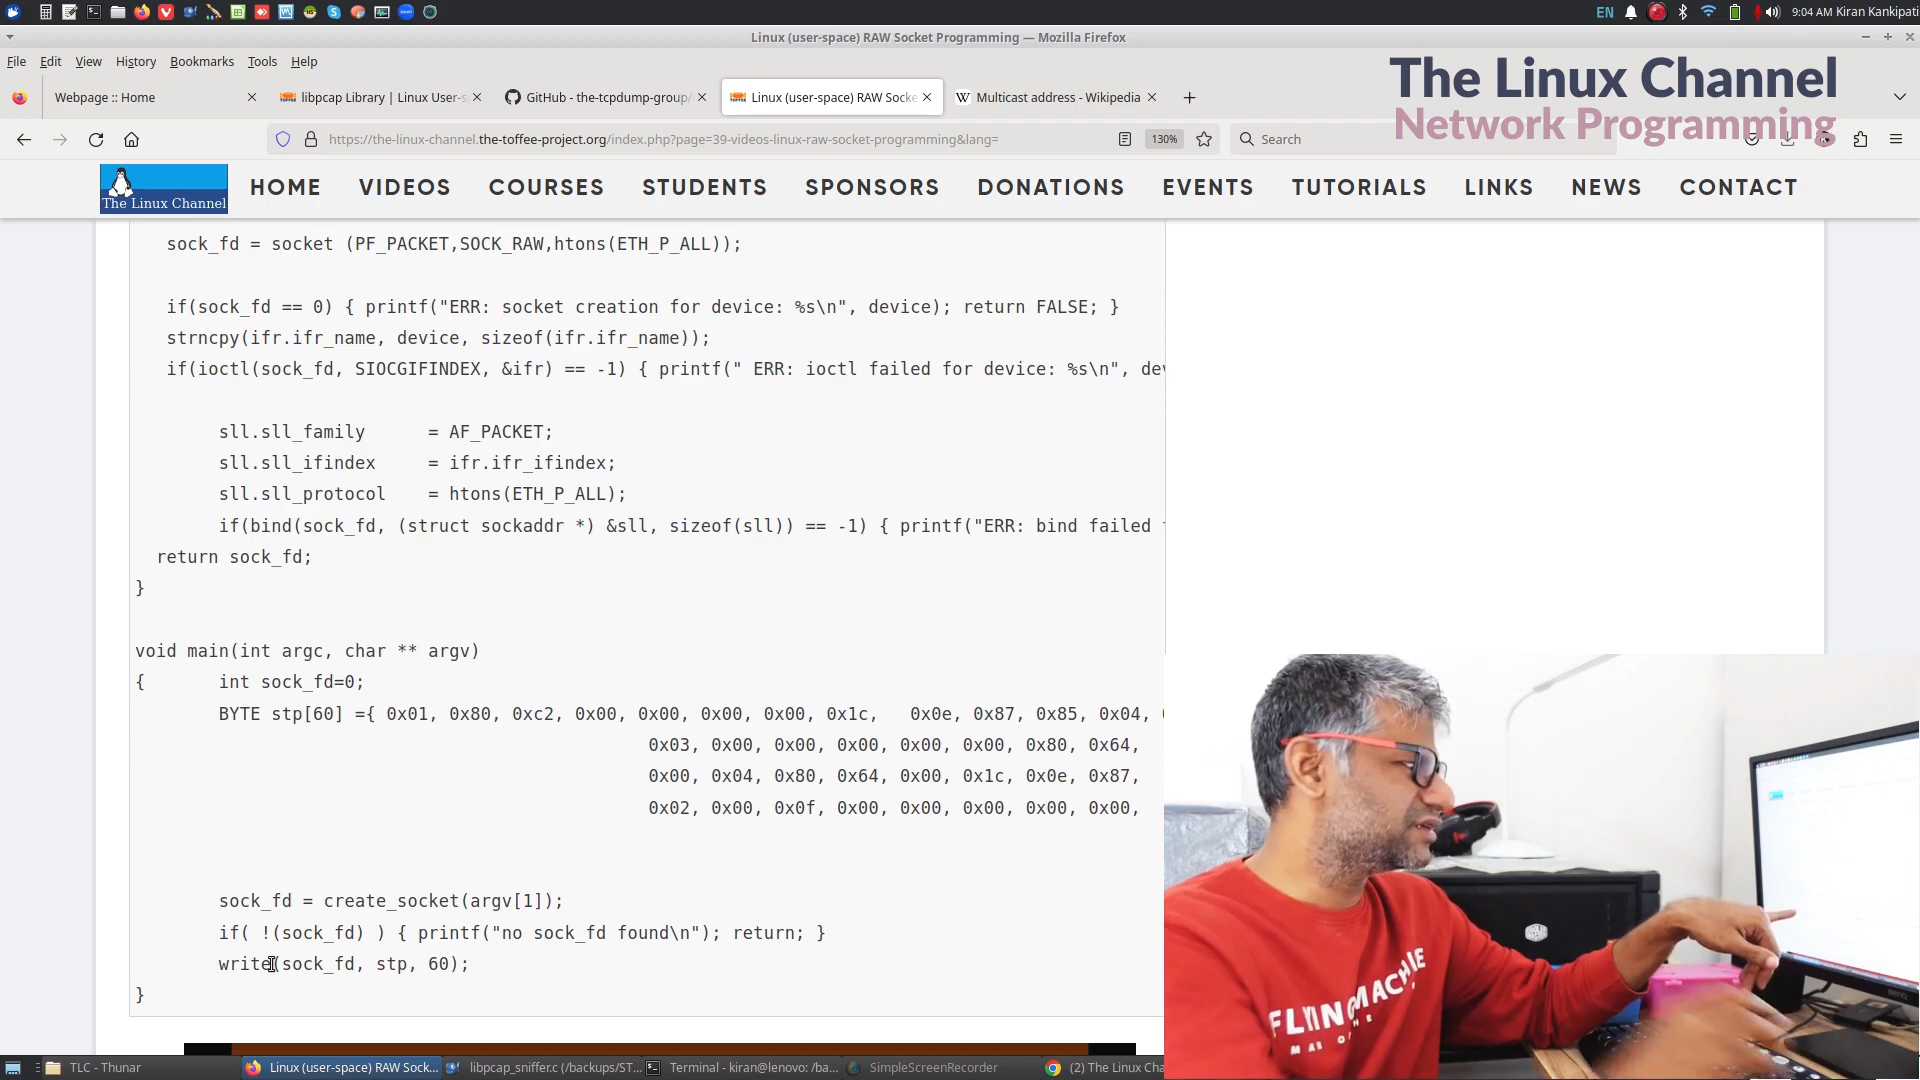 EN 9:04 AM Kiran Kankipati
Linux (user-space) RAW Socket Programming — Mozilla Firefox
File Edit View History Bookmarks Tools Help
The Linux Channel
Network Programming
Webpage :: Home
libpcap Library | Linux User-s
GitHub - the-tcpdump-group/
Linux (user-space) RAW Socke
Multicast address - Wikipedia
https://the-linux-channel.the-toffee-project.org/index.php?page=39-videos-linux-raw-socket-programming&lang=
130%
Search
The Linux Channel
HOME VIDEOS COURSES STUDENTS SPONSORS DONATIONS EVENTS TUTORIALS LINKS NEWS CONTACT
sock_fd = socket (PF_PACKET,SOCK_RAW,htons(ETH_P_ALL));
if(sock_fd == 0) { printf("ERR: socket creation for device: %s\n", device); return FALSE; }
strncpy(ifr.ifr_name, device, sizeof(ifr.ifr_name));
if(ioctl(sock_fd, SIOCGIFINDEX, &ifr) == -1) { printf(" ERR: ioctl failed for device: %s\n", dev
sll.sll_family = AF_PACKET;
sll.sll_ifindex = ifr.ifr_ifindex;
sll.sll_protocol = htons(ETH_P_ALL);
if(bind(sock_fd, (struct sockaddr *) &sll, sizeof(sll)) == -1) { printf("ERR: bind failed
return sock_fd;
}
void main(int argc, char ** argv)
{ int sock_fd=0;
BYTE stp[60] ={ 0x01, 0x80, 0xc2, 0x00, 0x00, 0x00, 0x00, 0x1c, 0x0e, 0x87, 0x85, 0x04,
0x03, 0x00, 0x00, 0x00, 0x00, 0x00, 0x80, 0x64,
0x00, 0x04, 0x80, 0x64, 0x00, 0x1c, 0x0e, 0x87,
0x02, 0x00, 0x0f, 0x00, 0x00, 0x00, 0x00, 0x00,
sock_fd = create_socket(argv[1]);
if( !(sock_fd) ) { printf("no sock_fd found\n"); return; }
write(sock_fd, stp, 60);
}
FLYING MACHINE
TLC - Thunar
Linux (user-space) RAW Sock...
libpcap_sniffer.c (/backups/ST...
Terminal - kiran@lenovo: /ba...
SimpleScreenRecorder
(2) The Linux Cha